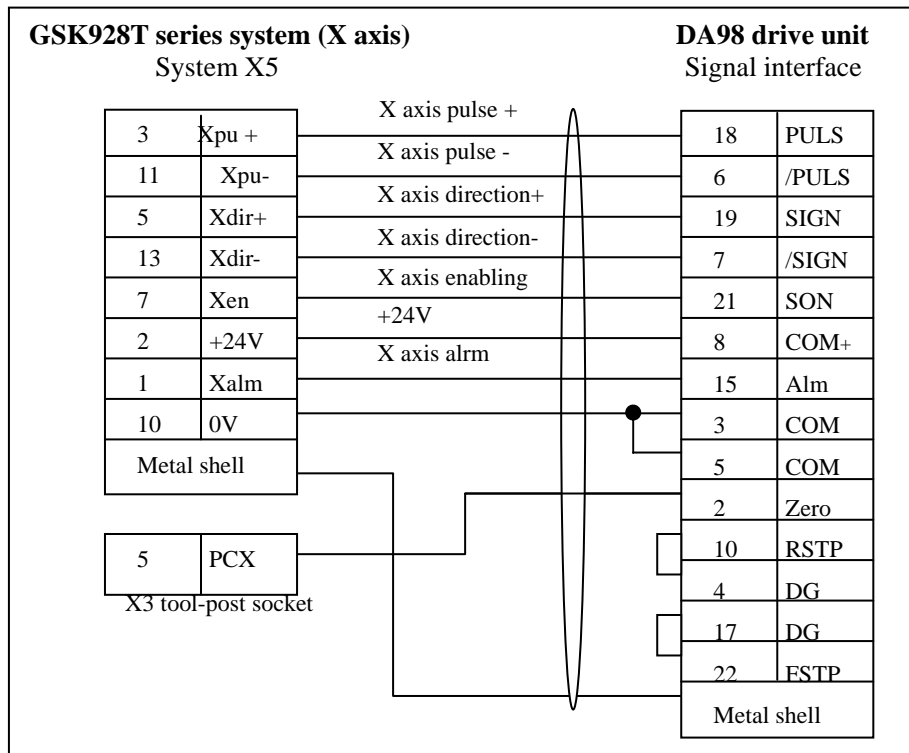 GSK928T series system (X axis)
System X5
DA98 drive unit
Signal interface
3 Xpu +
11 Xpu-
5 Xdir+
13 Xdir-
7 Xen
2 +24V
1 Xalm
10 0V
Metal shell
5 PCX
X3 tool-post socket
X axis pulse +
X axis pulse -
X axis direction+
X axis direction-
X axis enabling
+24V
X axis alrm
18 PULS
6 /PULS
19 SIGN
7 /SIGN
21 SON
8 COM+
15 Alm
3 COM
5 COM
2 Zero
10 RSTP
4 DG
17 DG
22 FSTP
Metal shell